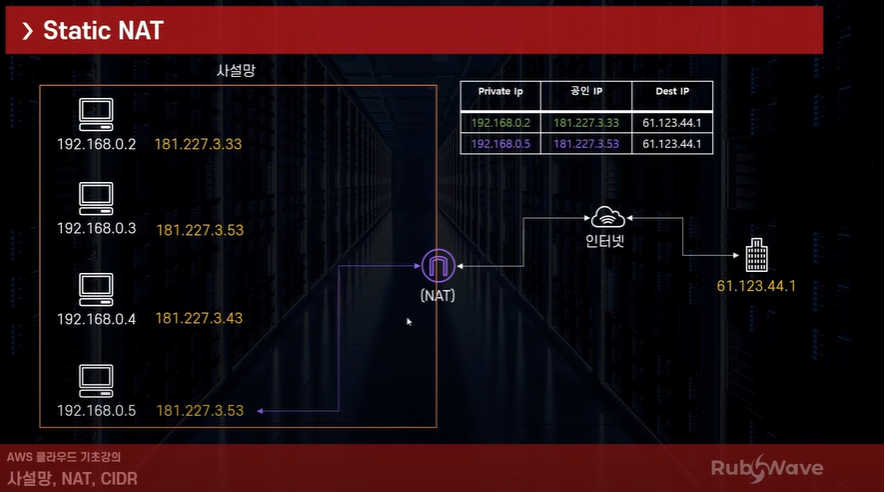 › Static NAT
사설망
Private Ip 공인 IP Dest IP
192.168.0.2 181.227.3.33 61.123.44.1
192.168.0.5 181.227.3.53 61.123.44.1
192.168.0.2 181.227.3.33
192.168.0.3 181.227.3.53
인터넷
61.123.44.1
(NAT)
192.168.0.4 181.227.3.43
192.168.0.5 181.227.3.53
AWS 클라우드 기초강의
사설망, NAT, CIDR
RubyWave